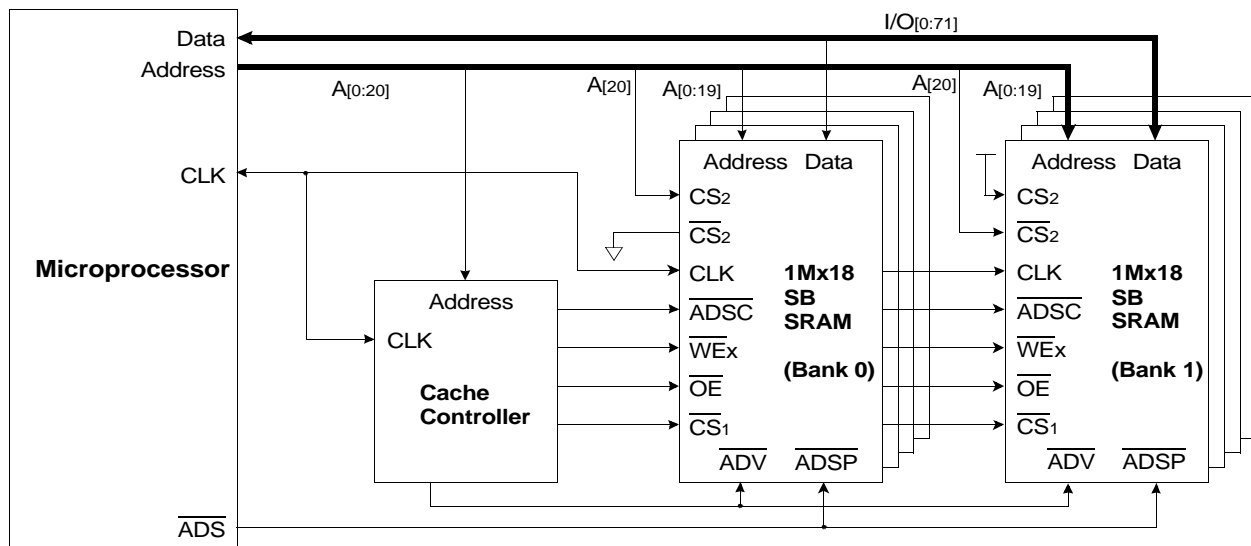 I/O[0:71]
Data
Address
A[0:20]
A[20]
A[0:19]
A[20]
A[0:19]
CLK
Microprocessor
ADS
Address
CLK
Cache
Controller
Address Data
CS2
CS2
CLK
ADSC
WEx
OE
CS1
ADV ADSP
1Mx18
SB
SRAM
(Bank 0)
Address Data
CS2
CS2
CLK
ADSC
WEx
OE
CS1
ADV ADSP
1Mx18
SB
SRAM
(Bank 1)